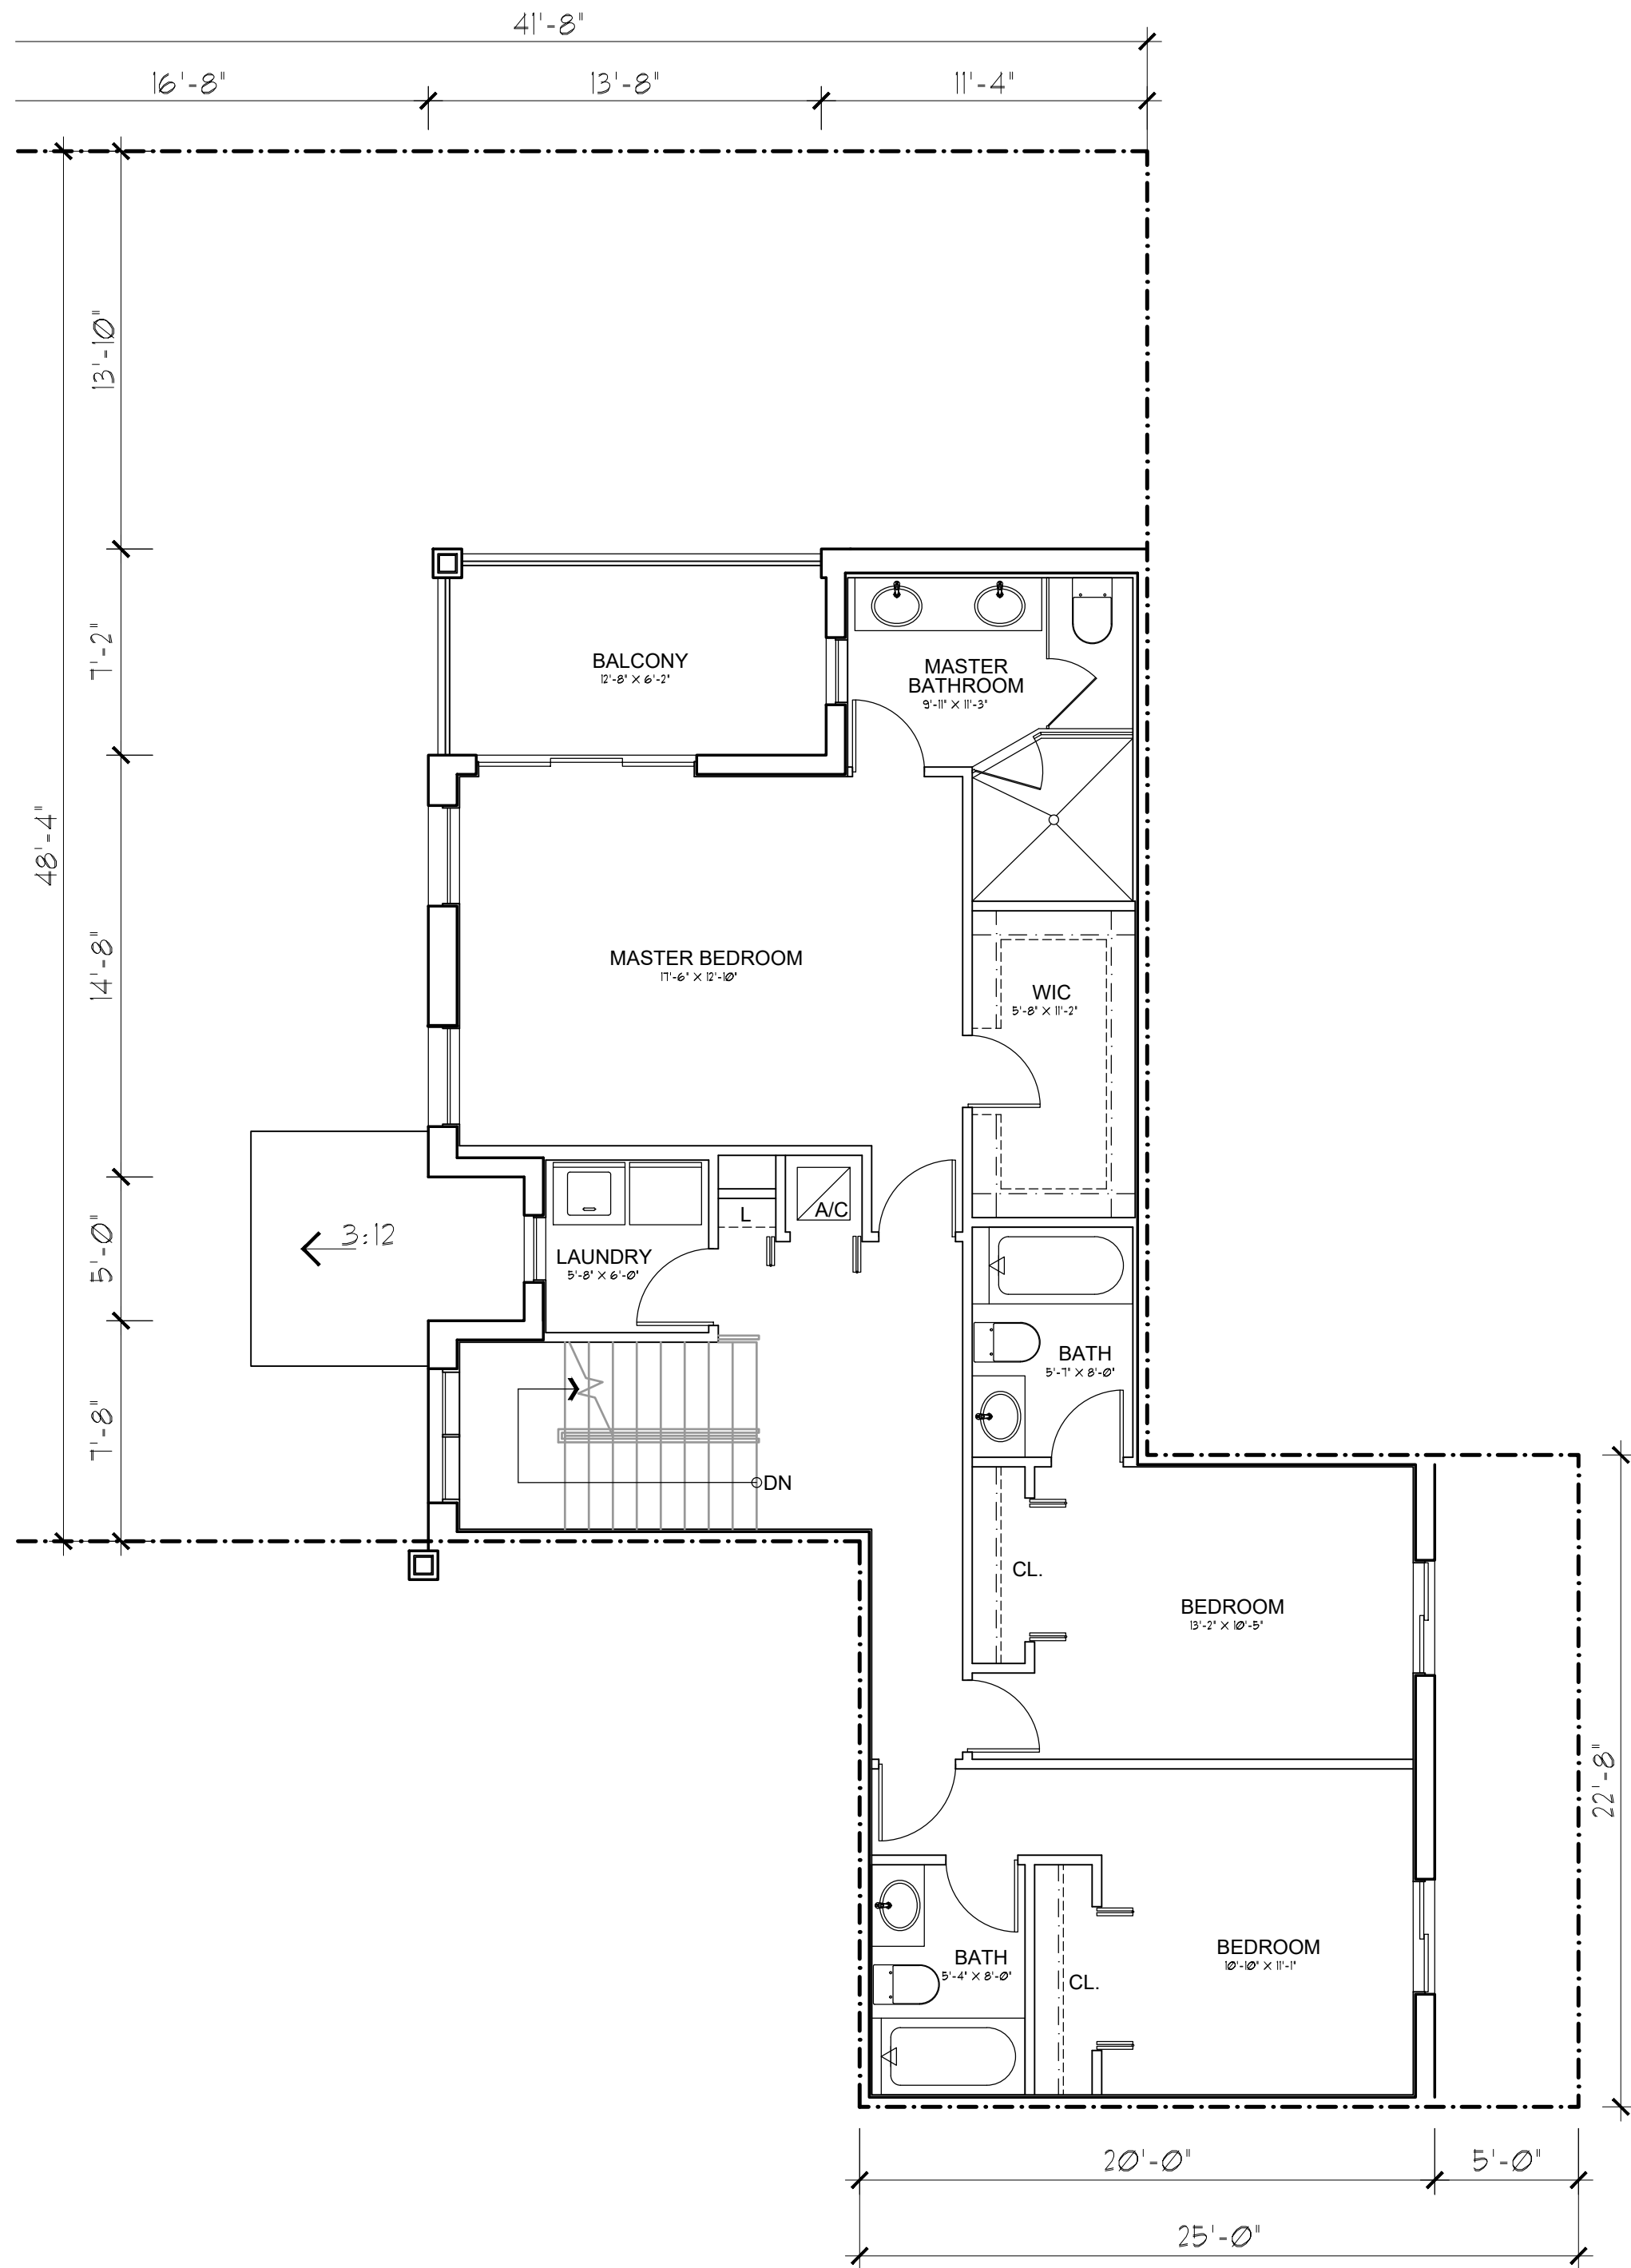 41'-8"
16'-8"
13'-8"
11'-4"
13'-10"
7'-2"
48'-4"
14'-8"
5'-0"
7'-8"
BALCONY
12'-8" X 6'-2"
MASTER
BATHROOM
9'-11" X 11'-3"
MASTER BEDROOM
17'-6" X 12'-10"
WIC
5'-8" X 11'-2"
L
A/C
3:12
LAUNDRY
5'-8" X 6'-0"
BATH
5'-7" X 8'-0"
DN
CL.
BEDROOM
13'-2" X 10'-5"
22'-8"
BEDROOM
10'-10" X 11'-1"
BATH
5'-4" X 8'-0"
CL.
20'-0"
5'-0"
25'-0"